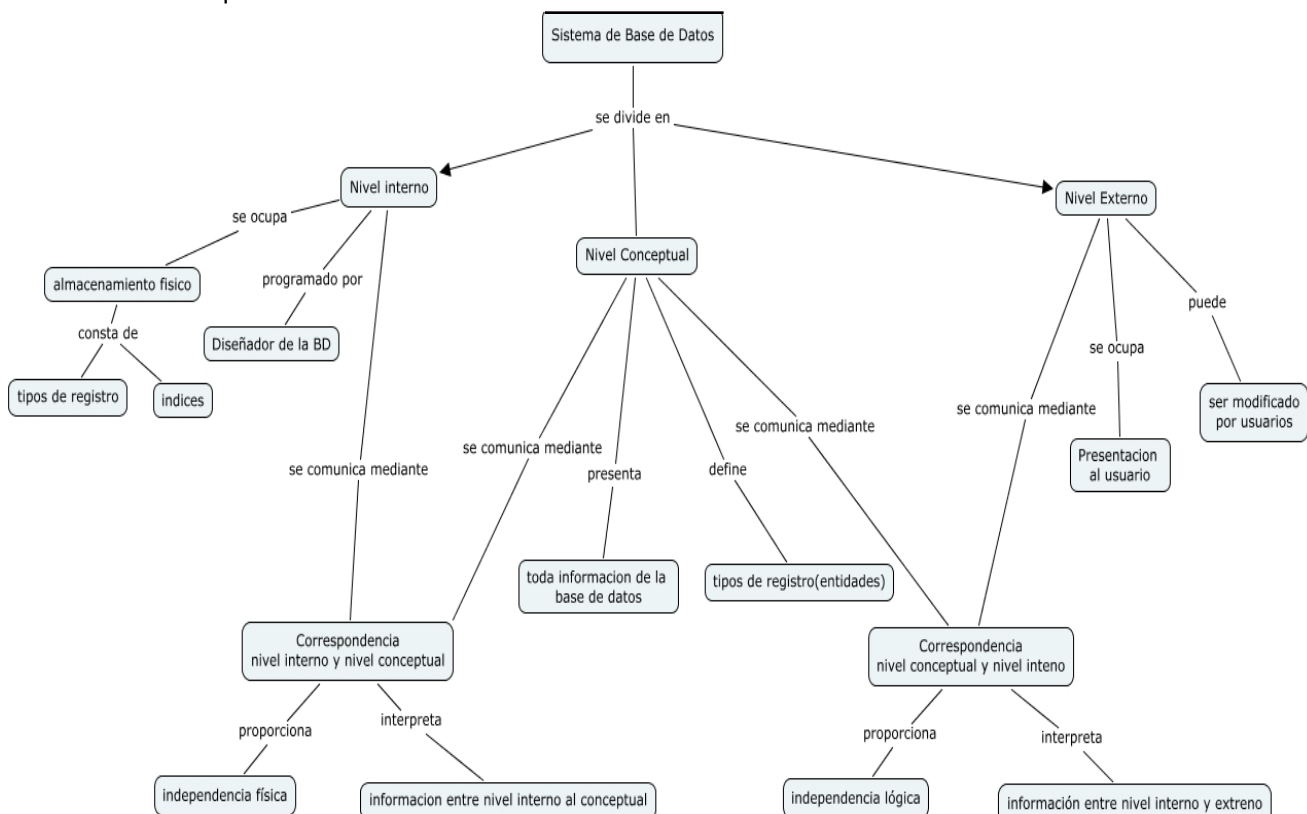 Sistema de Base de Datos
se divide en
Nivel interno
Nivel Externo
se ocupa
Nivel Conceptual
almacenamiento fisico
programado por
puede
consta de
Diseñador de la BD
se ocupa
tipos de registro
indices
ser modificado
por usuarios
se comunica mediante
se comunica mediante
se comunica mediante
Presentacion
al usuario
se comunica mediante
presenta
define
toda informacion de la
base de datos
tipos de registro(entidades)
Correspondencia
nivel interno y nivel conceptual
Correspondencia
nivel conceptual y nivel inteno
proporciona
interpreta
proporciona
interpreta
independencia física
informacion entre nivel interno al conceptual
independencia lógica
información entre nivel interno y extreno